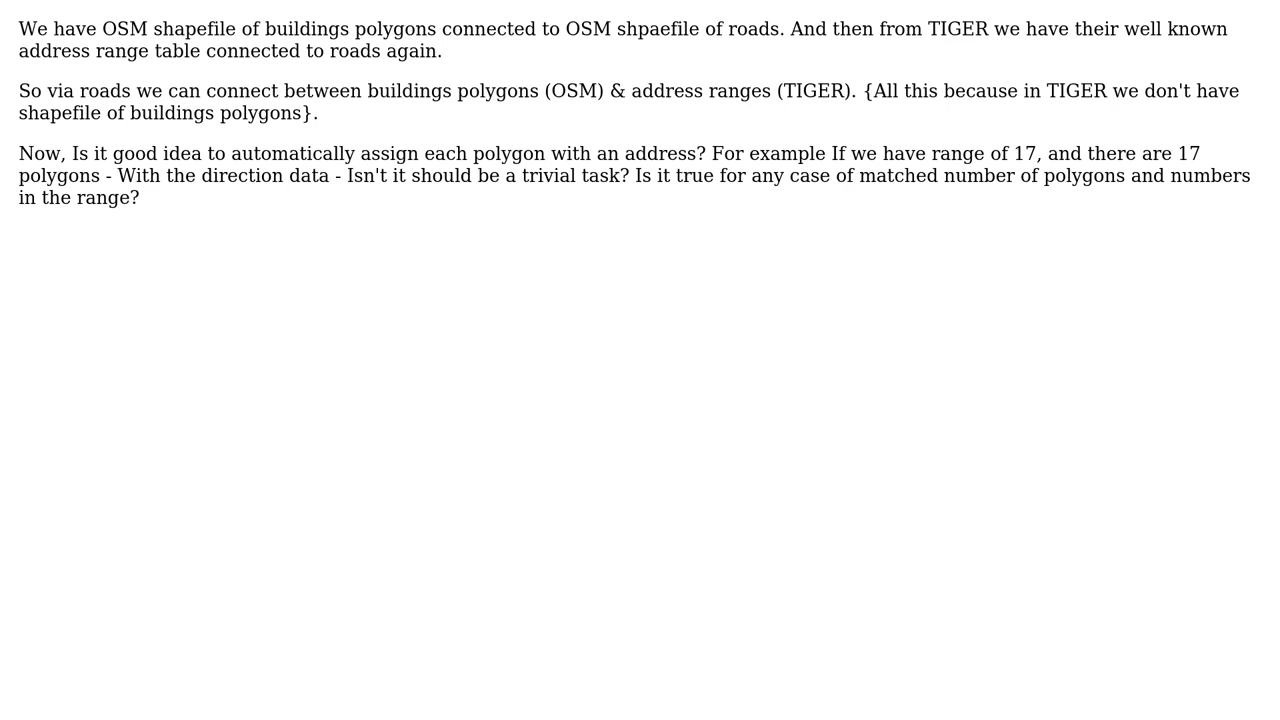 We have OSM shapefile of buildings polygons connected to OSM shpaefile of roads. And then from TIGER we have their well known
address range table connected to roads again.
So via roads we can connect between buildings polygons (OSM) & address ranges (TIGER). {All this because in TIGER we don't have
shapefile of buildings polygons}.
Now, Is it good idea to automatically assign each polygon with an address? For example If we have range of 17, and there are 17
polygons - With the direction data - Isn't it should be a trivial task? Is it true for any case of matched number of polygons and numbers
in the range?